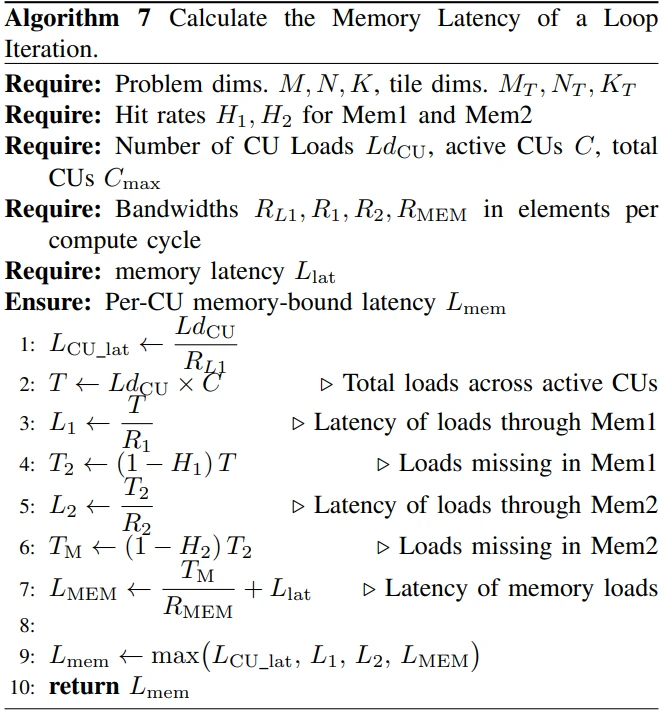 Algorithm 7 Calculate the Memory Latency of a Loop
Iteration.
Require: Problem dims. M, N, K, tile dims. M_T, N_T, K_T
Require: Hit rates H_1, H_2 for Mem1 and Mem2
Require: Number of CU Loads Ld_CU, active CUs C, total
CUs C_max
Require: Bandwidths R_L1, R_1, R_2, R_MEM in elements per
compute cycle
Require: memory latency L_lat
Ensure: Per-CU memory-bound latency L_mem
1: L_CU_lat ← Ld_CU / R_L1
2: T ← Ld_CU × C ▷ Total loads across active CUs
3: L_1 ← T / R_1 ▷ Latency of loads through Mem1
4: T_2 ← (1 − H_1) T ▷ Loads missing in Mem1
5: L_2 ← T_2 / R_2 ▷ Latency of loads through Mem2
6: T_M ← (1 − H_2) T_2 ▷ Loads missing in Mem2
7: L_MEM ← T_M / R_MEM + L_lat ▷ Latency of memory loads
8:
9: L_mem ← max(L_CU_lat, L_1, L_2, L_MEM)
10: return L_mem